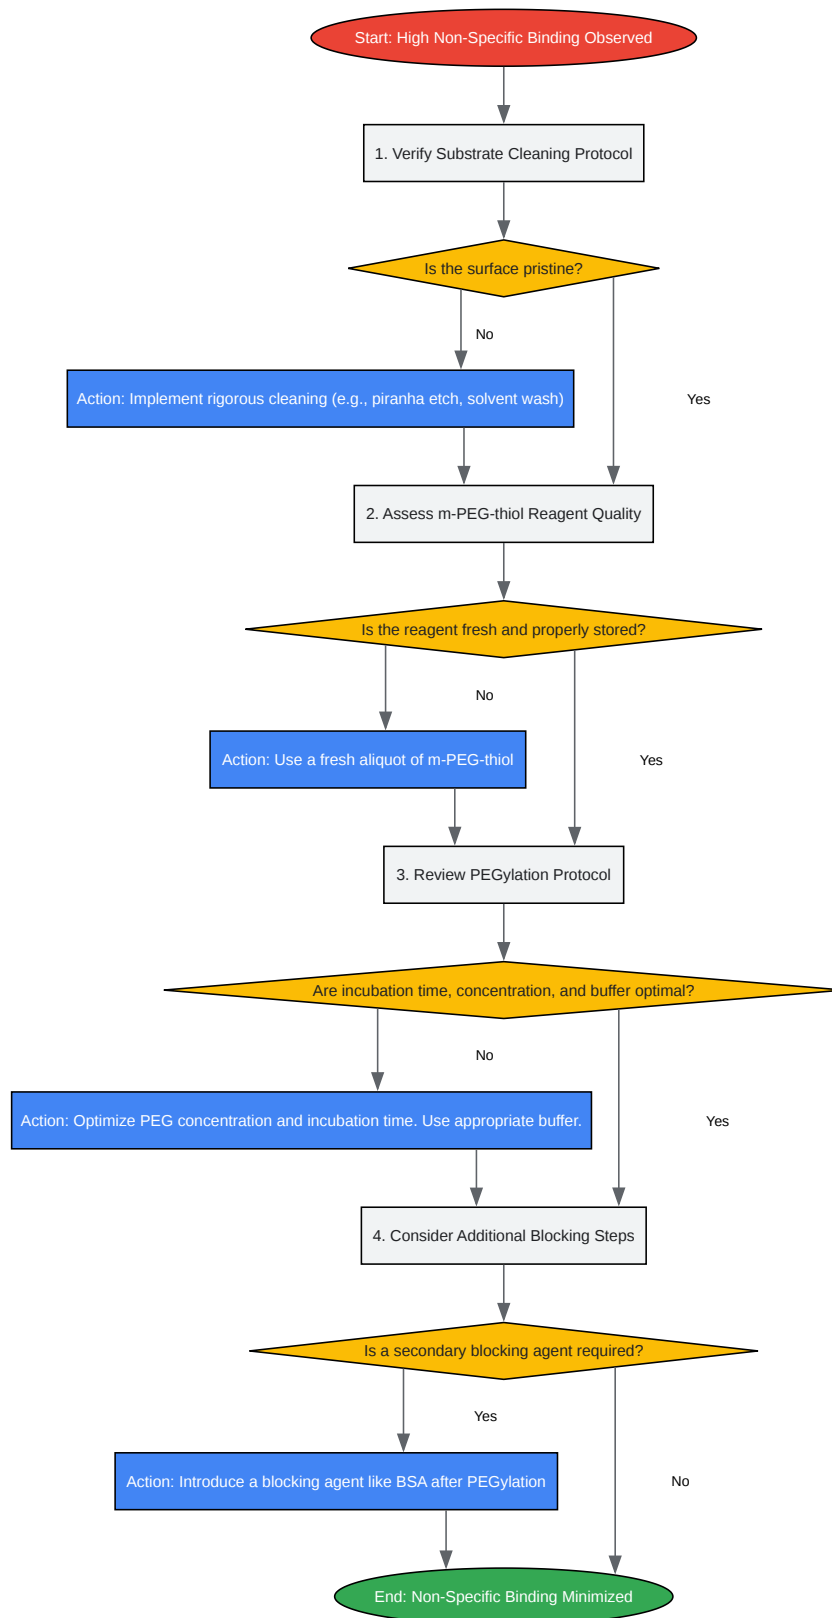 Start: High Non-Specific Binding Observed
1. Verify Substrate Cleaning Protocol
Is the surface pristine?
No
Action: Implement rigorous cleaning (e.g., piranha etch, solvent wash)
Yes
2. Assess m-PEG-thiol Reagent Quality
Is the reagent fresh and properly stored?
No
Action: Use a fresh aliquot of m-PEG-thiol
Yes
3. Review PEGylation Protocol
Are incubation time, concentration, and buffer optimal?
No
Action: Optimize PEG concentration and incubation time. Use appropriate buffer.
Yes
4. Consider Additional Blocking Steps
Is a secondary blocking agent required?
Yes
Action: Introduce a blocking agent like BSA after PEGylation
No
End: Non-Specific Binding Minimized